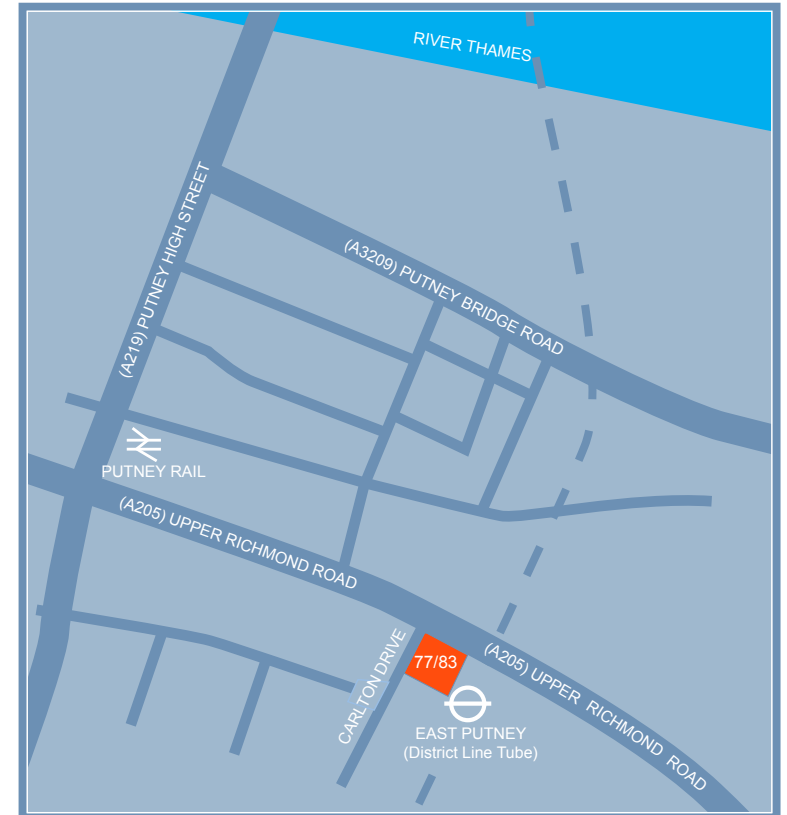 RIVER THAMES
(A219) PUTNEY HIGH STREET
(A3209) PUTNEY BRIDGE ROAD
PUTNEY RAIL
(A205) UPPER RICHMOND ROAD
CARLTON DRIVE
77/83
(A205) UPPER RICHMOND ROAD
EAST PUTNEY
(District Line Tube)